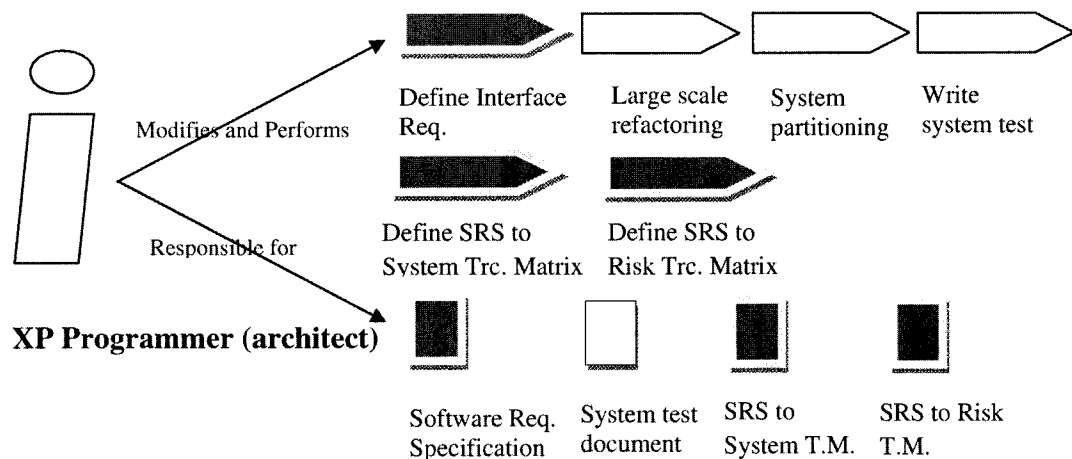 Define Interface
Req.
Large scale
refactoring
System
partitioning
Write
system test
Modifies and Performs
Define SRS to
System Trc. Matrix
Define SRS to
Risk Trc. Matrix
Responsible for
XP Programmer (architect)
Software Req.
Specification
System test
document
SRS to
System T.M.
SRS to Risk
T.M.